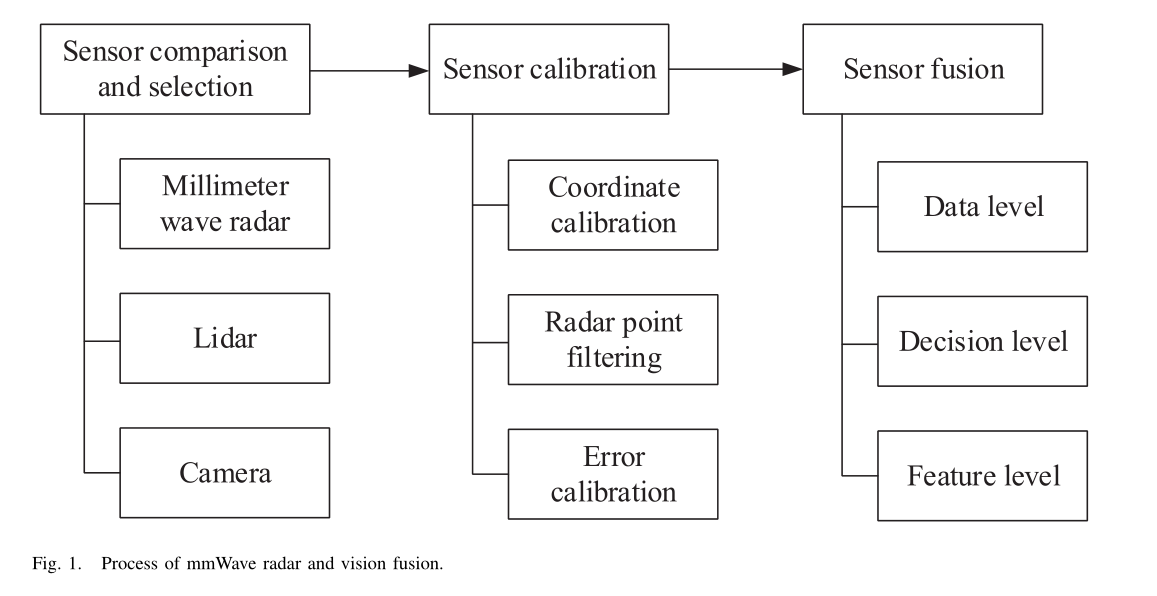 Sensor comparison
and selection
Sensor calibration
Sensor fusion
Millimeter
wave radar
Lidar
Camera
Coordinate
calibration
Radar point
filtering
Error
calibration
Data level
Decision level
Feature level
Fig. 1. Process of mmWave radar and vision fusion.